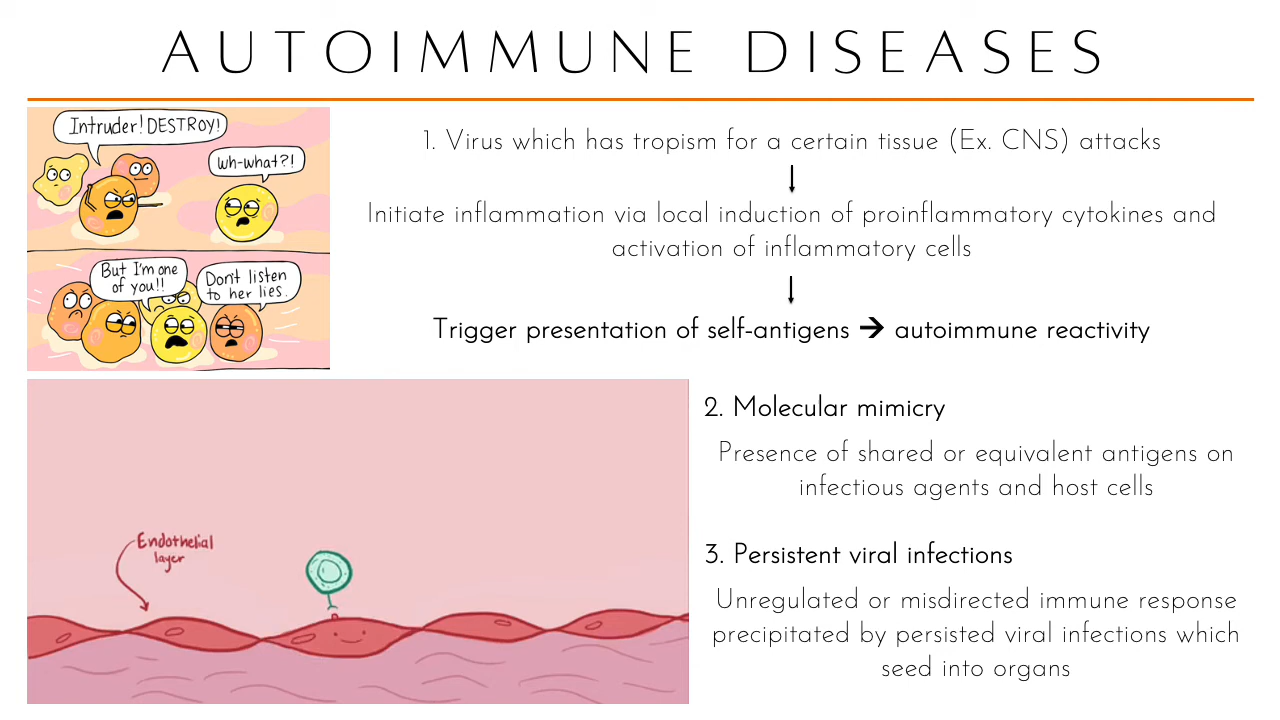 AUTOIMMUNE DISEASES
Intruder! DESTROY!
Wh-what?!
But I'm one
of you!!
Don't listen
to her lies.
1. Virus which has tropism for a certain tissue (Ex. CNS) attacks
Initiate inflammation via local induction of proinflammatory cytokines and
activation of inflammatory cells
Trigger presentation of self-antigens ➔ autoimmune reactivity
Endothelial
layer
2. Molecular mimicry
Presence of shared or equivalent antigens on
infectious agents and host cells
3. Persistent viral infections
Unregulated or misdirected immune response
precipitated by persisted viral infections which
seed into organs